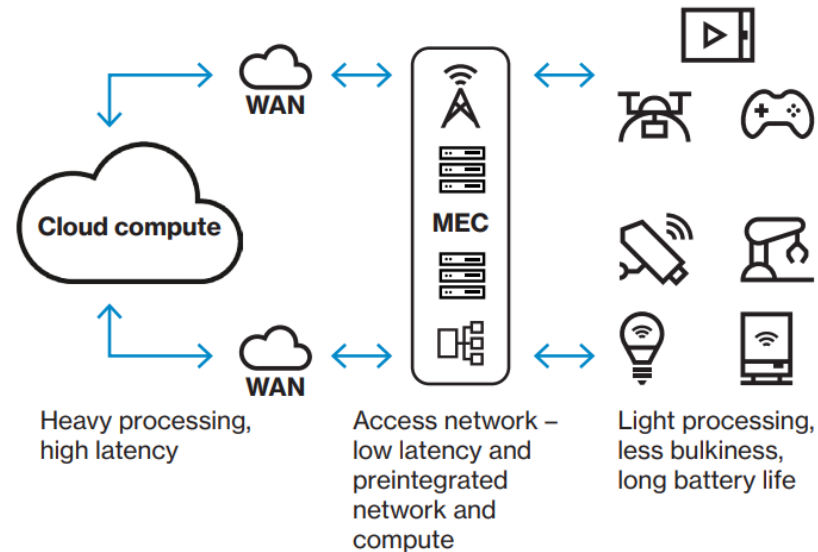 WAN
Cloud compute
MEC
WAN
Heavy processing,
high latency
Access network –
low latency and
preintegrated
network and
compute
Light processing,
less bulkiness,
long battery life